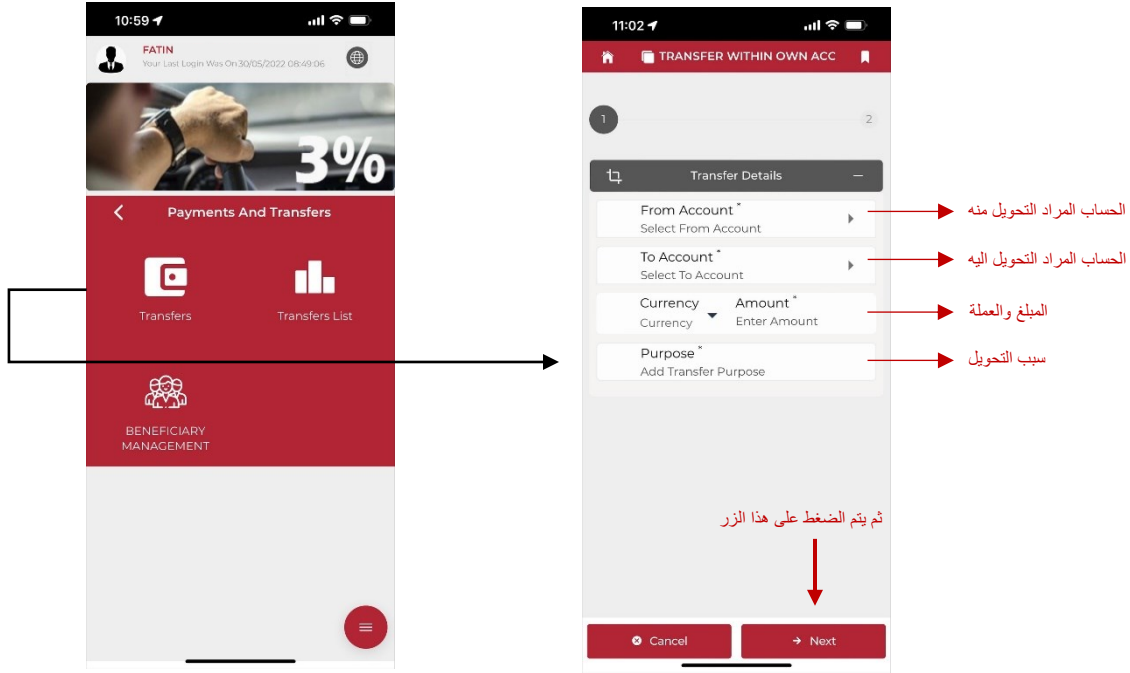 10:59
FATIN
Your Last Login Was On 30/05/2022 08:49:06
3%
Payments And Transfers
Transfers
Transfers List
BENEFICIARY
MANAGEMENT
11:02
TRANSFER WITHIN OWN ACC
1
2
Transfer Details
From Account*
Select From Account
الحساب المراد التحويل منه
To Account*
Select To Account
الحساب المراد التحويل اليه
Currency
Currency
Amount*
Enter Amount
المبلغ والعملة
Purpose*
Add Transfer Purpose
سبب التحويل
ثم يتم الضغط على هذا الزر
Cancel
Next